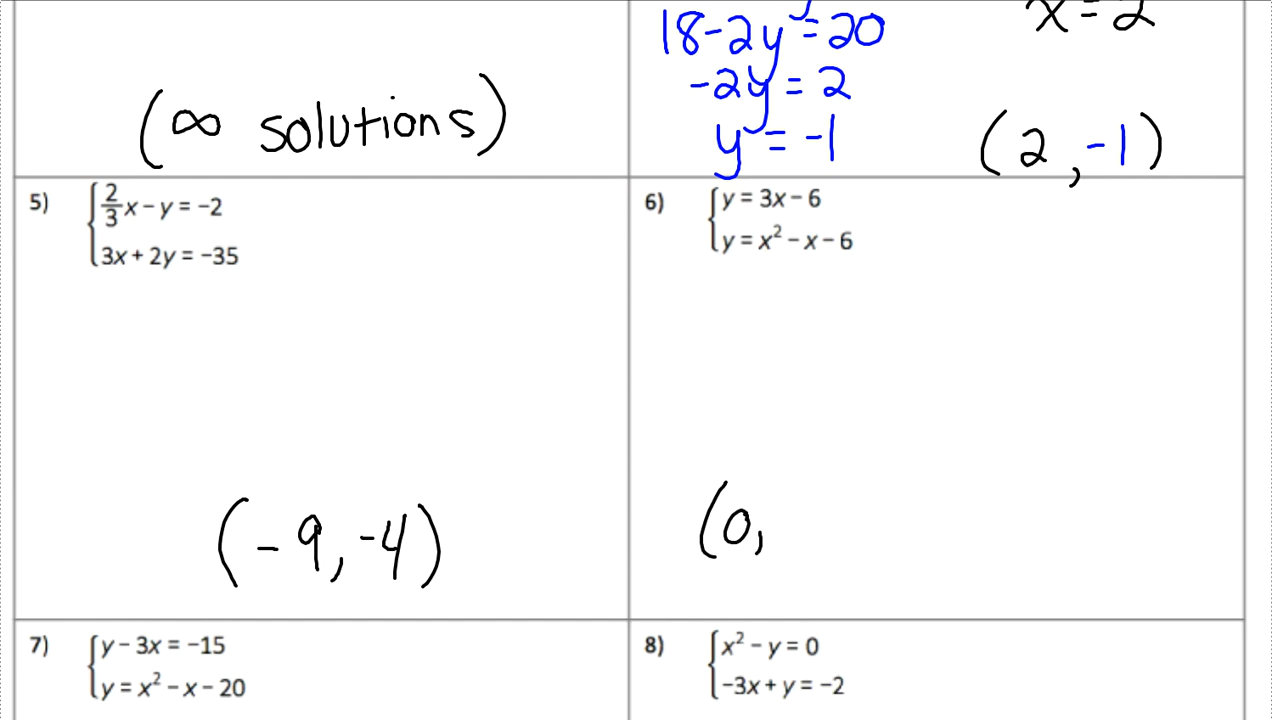 (∞ solutions)
18-2y=20
-2y=2
y=-1
x=2
(2,-1)
5) {2/3x-y=-2
3x+2y=-35
(-9,-4)
6) {y=3x-6
y=x²-x-6
(0,
7) {y-3x=-15
y=x²-x-20
8) {x²-y=0
-3x+y=-2